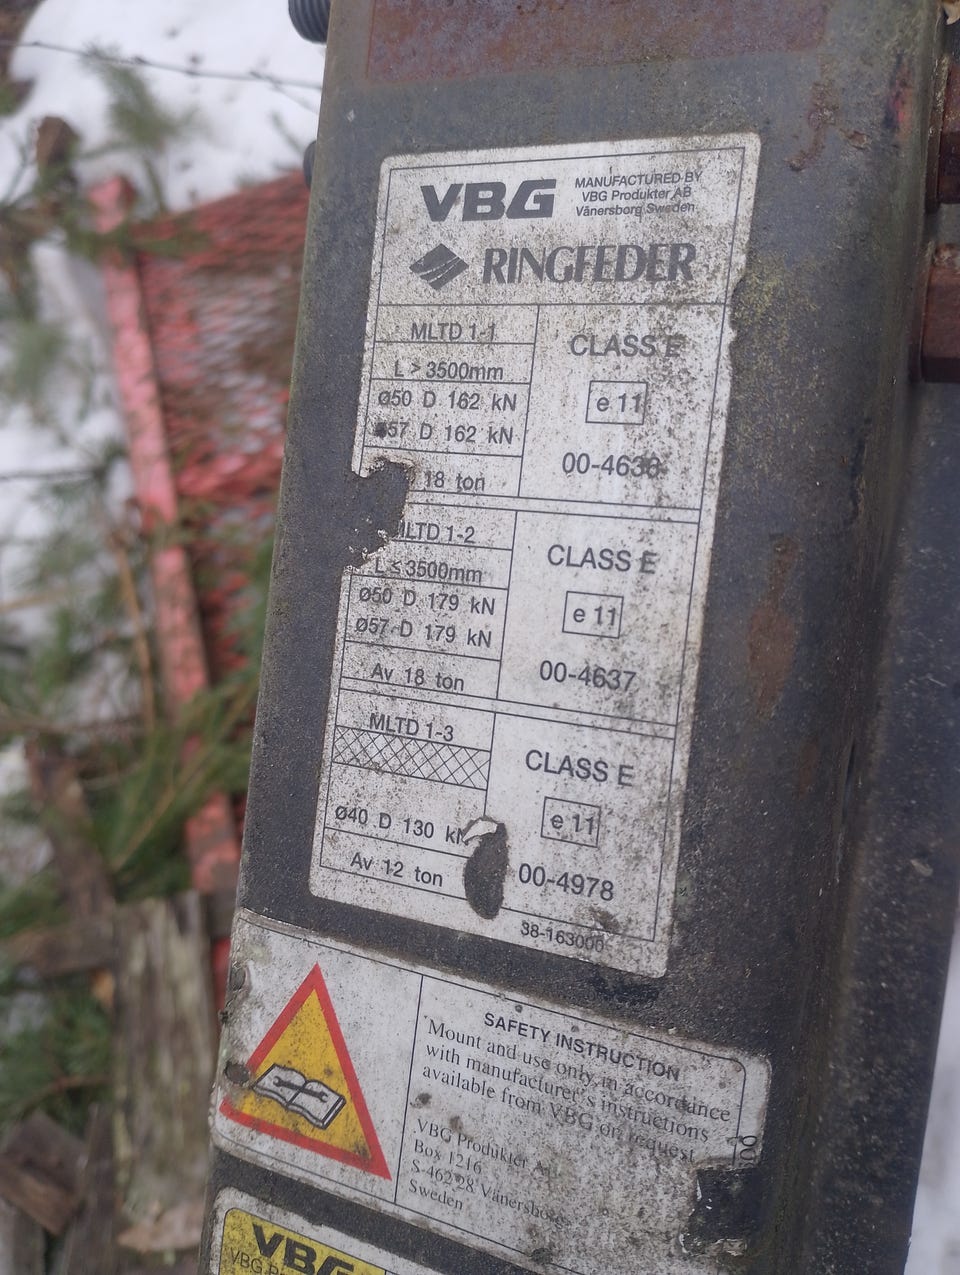 VBG
MANUFACTURED BY
VBG Produkter AB
Vänersborg Sweden
RINGFEDER
MLTD 1-1
L > 3500mm
ø50 D 162 kN
ø57 D 162 kN
18 ton
CLASS E
e 11
00-4636
MLTD 1-2
L ≤ 3500mm
ø50 D 179 kN
ø57 D 179 kN
Av 18 ton
CLASS E
e 11
00-4637
MLTD 1-3
ø40 D 130 kN
Av 12 ton
CLASS E
e 11
00-4978
38-163000
SAFETY INSTRUCTION
Mount and use only in accordance
with manufacturer's instructions
available from VBG on request
VBG Produkter
Box 1216
S-462 28 Vänersborg
Sweden
VBG